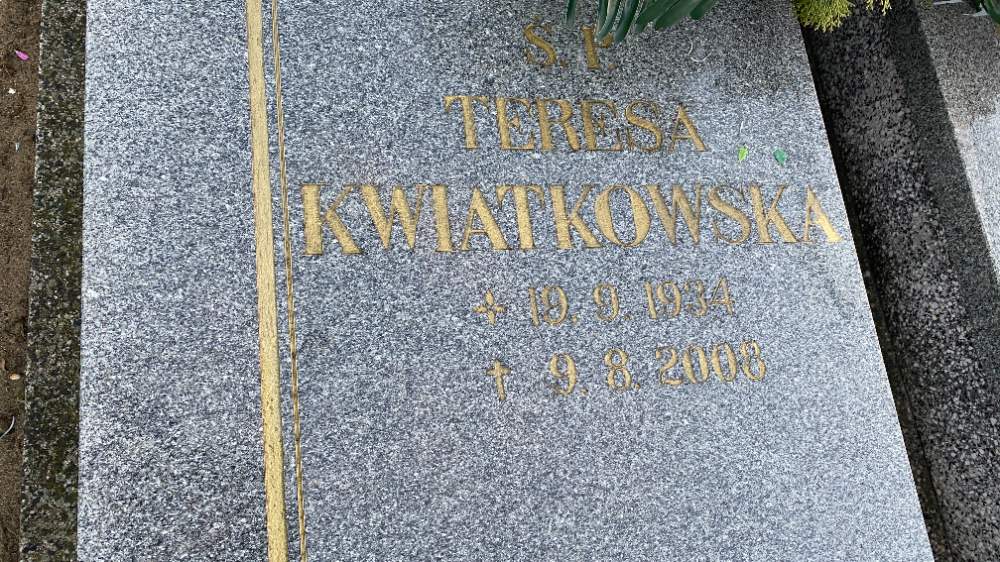 Ś. P.
TERESA
KWIATKOWSKA
19. 9. 1934
† 9. 8. 2008